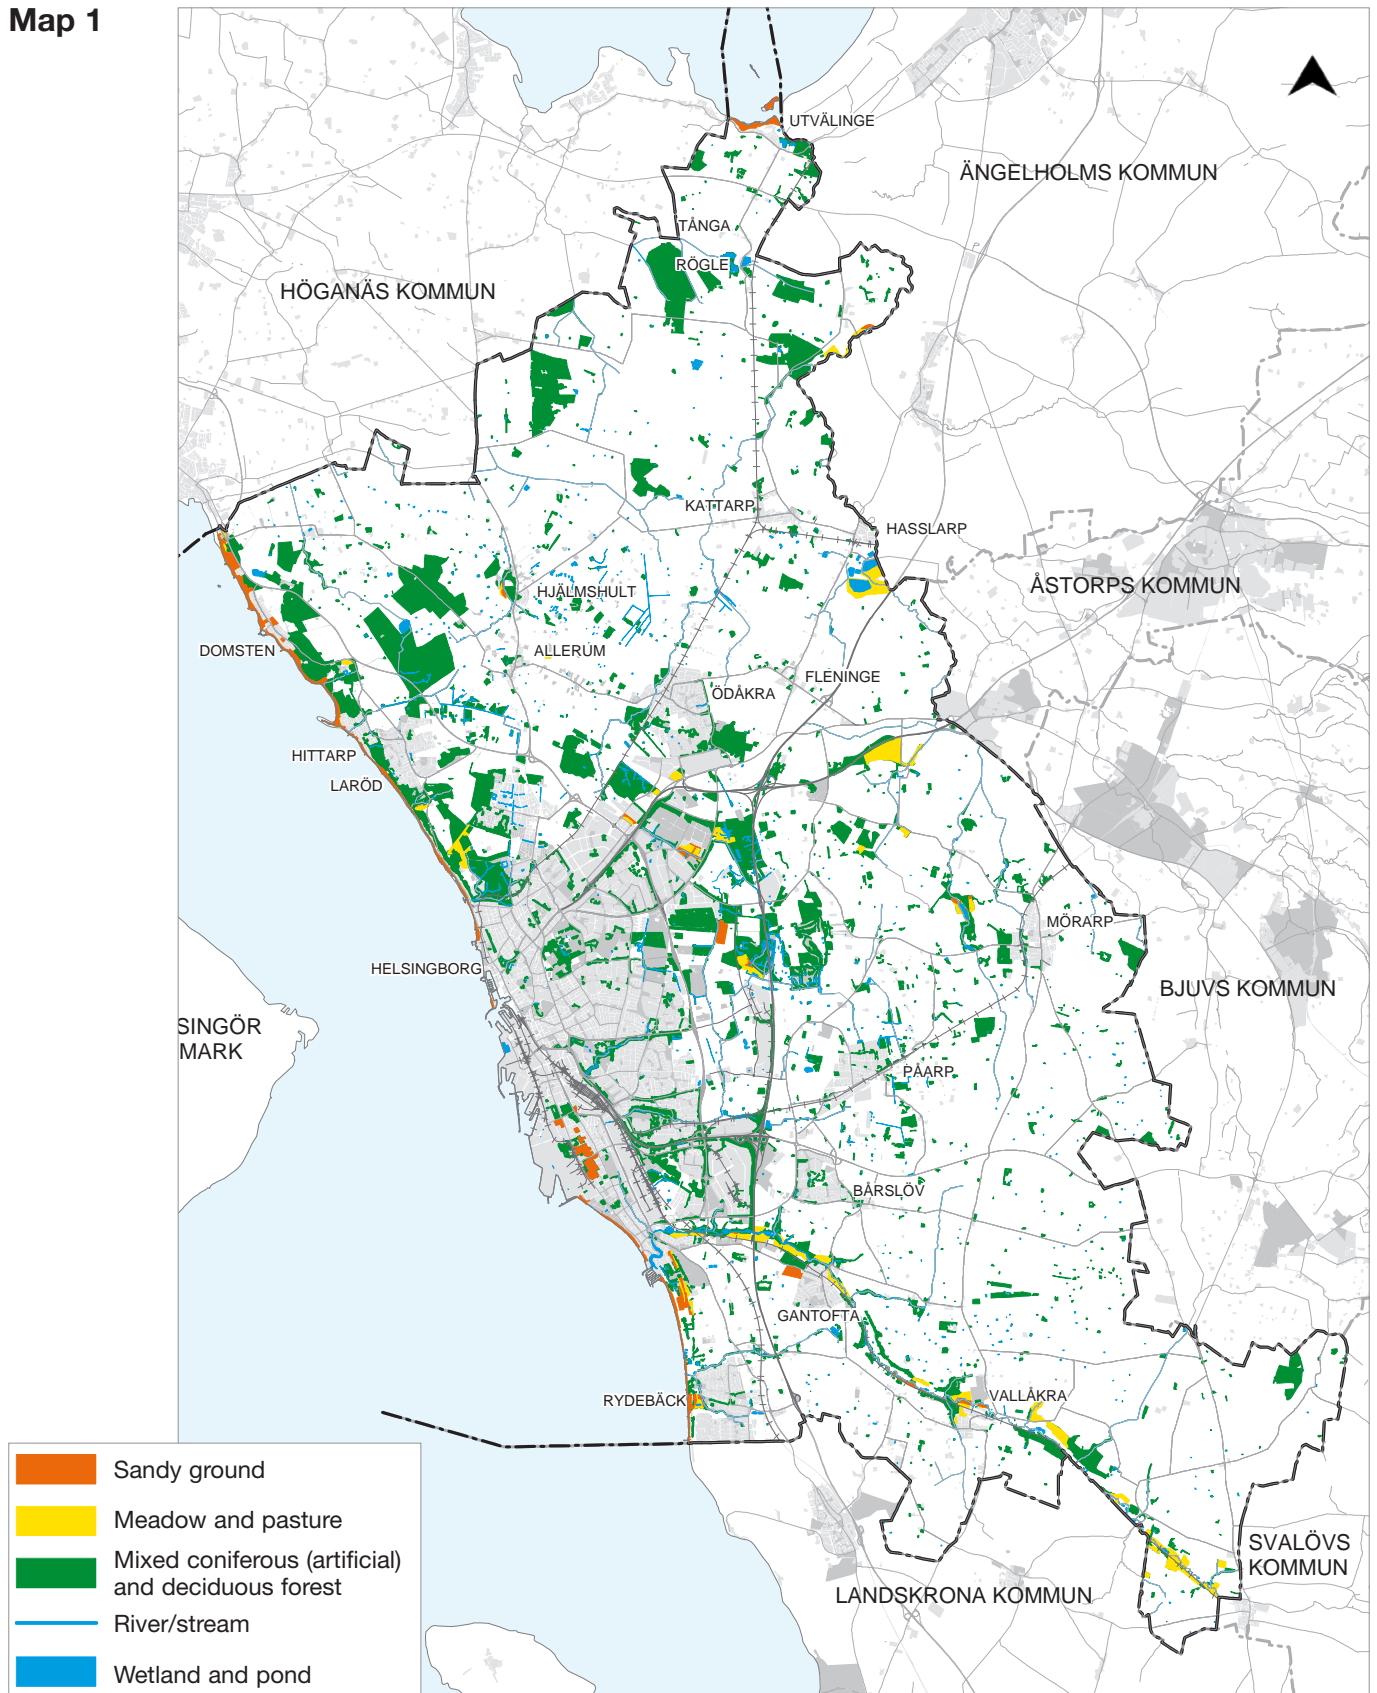 Map 1
UTVÄLINGE
ÄNGELHOLMS KOMMUN
TÅNGA
RÖGLE
HÖGANÄS KOMMUN
KATTARP
HASSLARP
ÅSTORPS KOMMUN
HJÄLMSHULT
DOMSTEN
ALLERUM
FLENINGE
ÖDÅKRA
HITTARP
LARÖD
MÖRARP
HELSINGBORG
BJUVS KOMMUN
SINGÖR
MARK
PÅARP
BÅRSLÖV
GANTOFTA
RYDEBÄCK
VALLÅKRA
Sandy ground
Meadow and pasture
Mixed coniferous (artificial)
and deciduous forest
River/stream
Wetland and pond
SVALÖVS
KOMMUN
LANDSKRONA KOMMUN